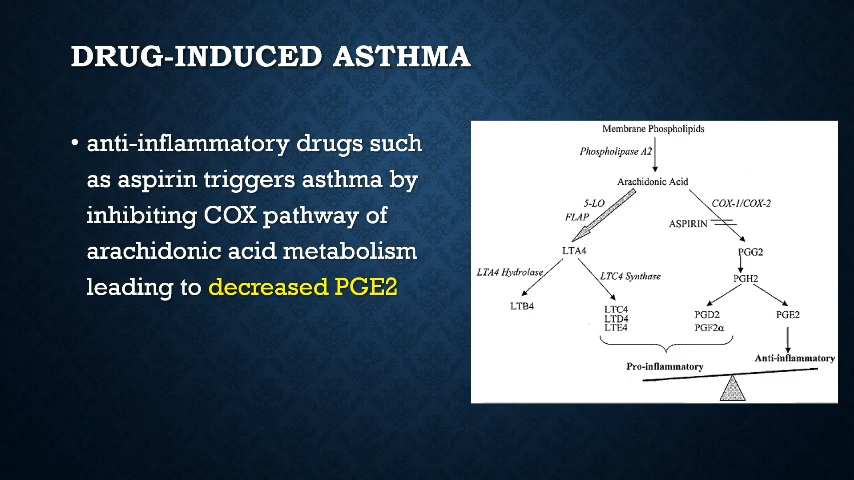 DRUG-INDUCED ASTHMA
• anti-inflammatory drugs such
as aspirin triggers asthma by
inhibiting COX pathway of
arachidonic acid metabolism
leading to decreased PGE2
Membrane Phospholipids
Phospholipase A2
Arachidonic Acid
5-LO
FLAP
COX-1/COX-2
ASPIRIN
LTA4
PGG2
LTA4 Hydrolase
LTC4 Synthase
PGH2
LTB4
LTC4
LTD4
LTE4
PGD2
PGF2α
PGE2
Pro-inflammatory
Anti-inflammatory